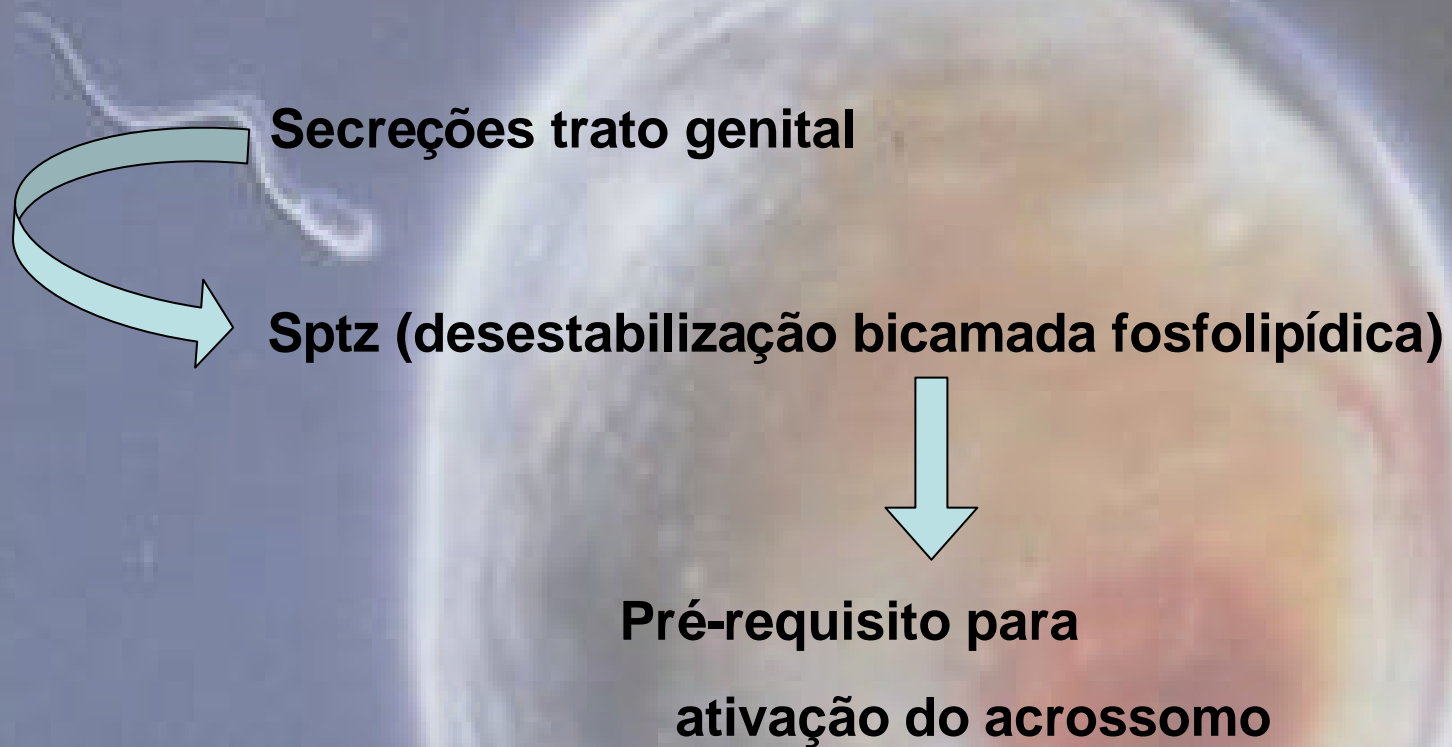 Secreções trato genital
Sptz (desestabilização bicamada fosfolipídica)
Pré-requisito para
ativação do acrossomo